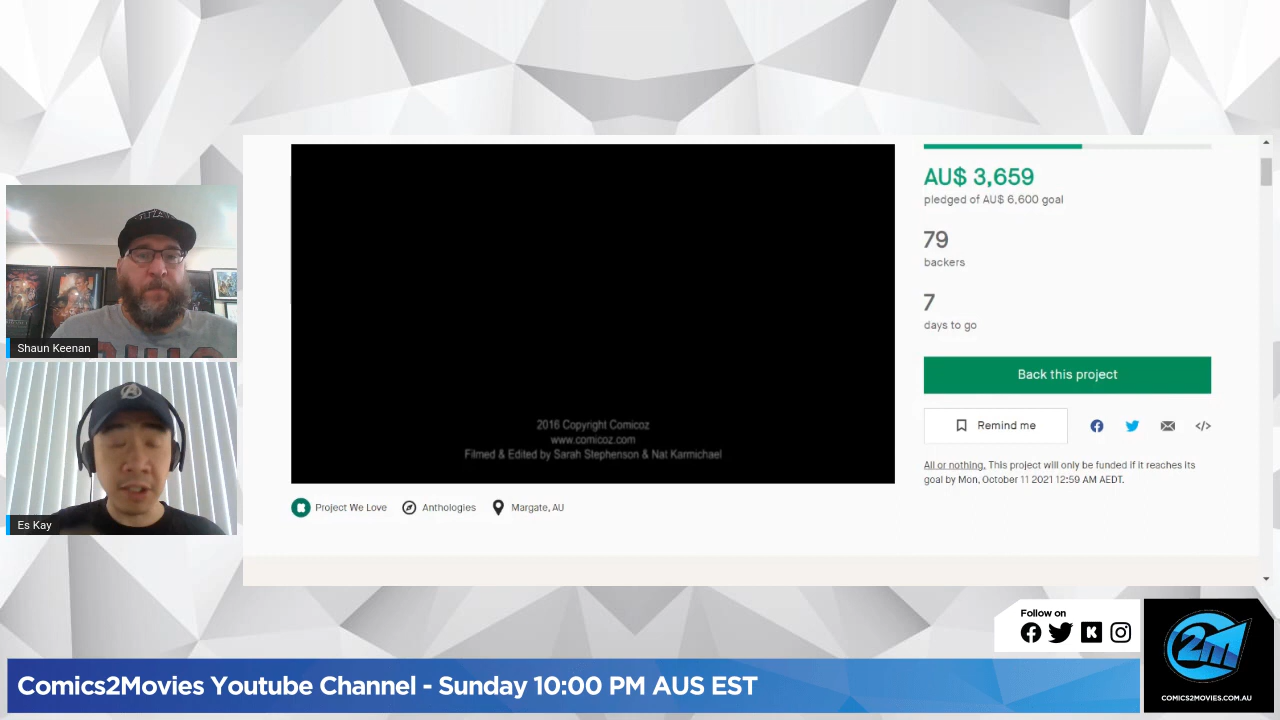 Shaun Keenan
Es Kay
2016 Copyright Comicoz
www.comicoz.com
Filmed & Edited by Sarah Stephenson & Nat Karmichael
Project We Love
Anthologies
Margate, AU
AU$ 3,659
pledged of AU$ 6,600 goal
79
backers
7
days to go
Back this project
Remind me
All or nothing. This project will only be funded if it reaches its
goal by Mon, October 11 2021 12:59 AM AEDT.
Follow on
2M
COMICS2MOVIES.COM.AU
Comics2Movies Youtube Channel - Sunday 10:00 PM AUS EST